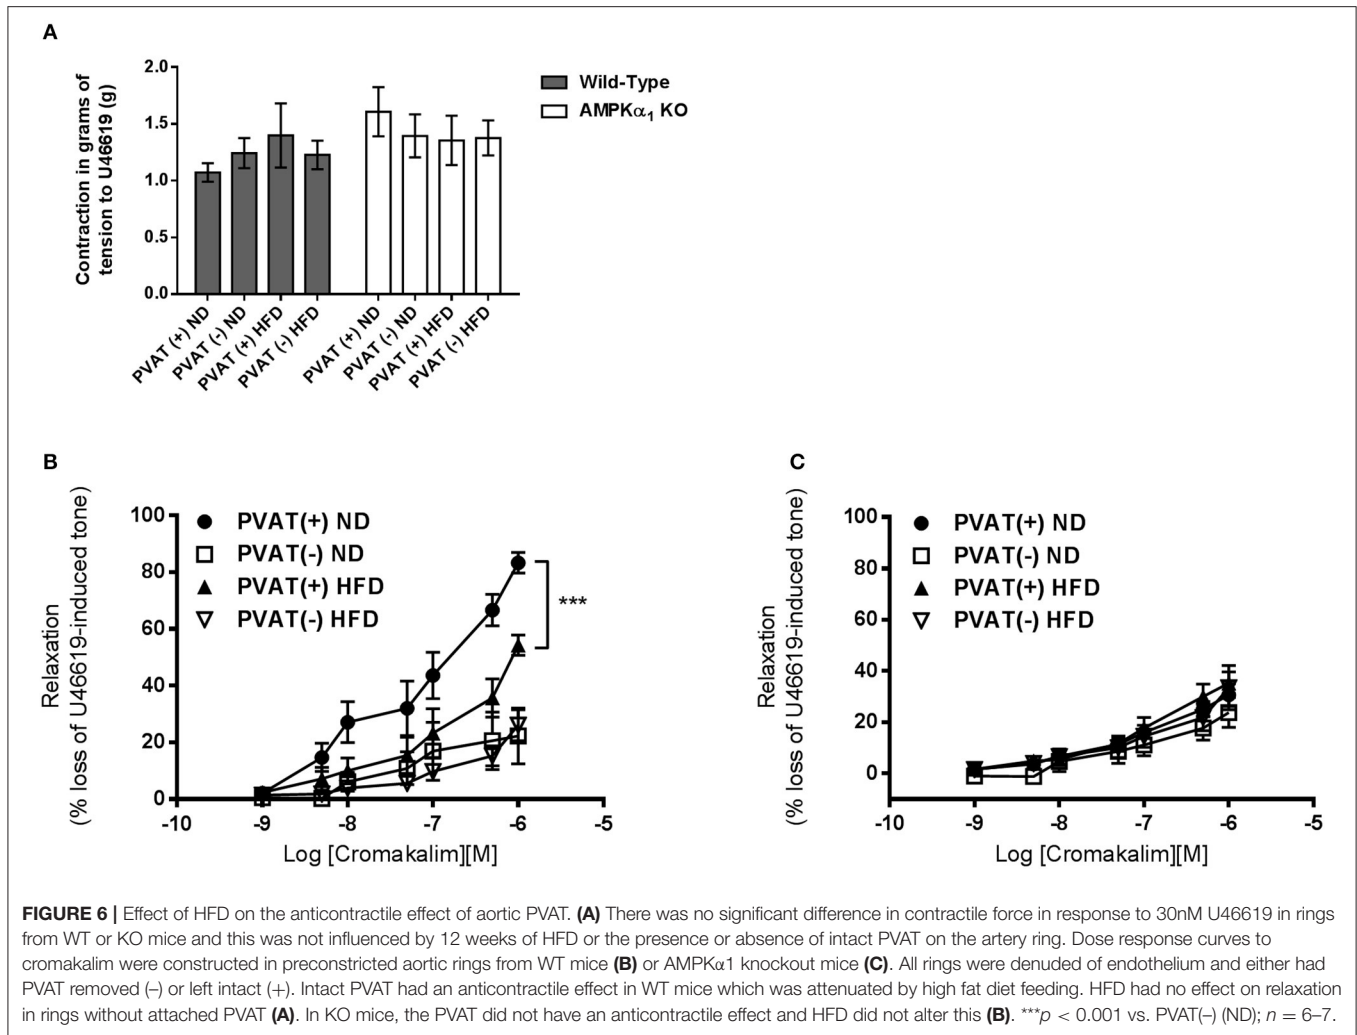 A
Contraction in grams of
tension to U46619 (g)
2.0
1.5
1.0
0.5
0.0
PVAT (+) ND
PVAT (-) ND
PVAT (+) HFD
PVAT (-) HFD
PVAT (+) ND
PVAT (-) ND
PVAT (+) HFD
PVAT (-) HFD
Wild-Type
AMPKα₁ KO
B
Relaxation
(% loss of U46619-induced tone)
100
80
60
40
20
0
PVAT(+) ND
PVAT(-) ND
PVAT(+) HFD
PVAT(-) HFD
***
-10 -9 -8 -7 -6 -5
Log [Cromakalim][M]
C
Relaxation
(% loss of U46619-induced tone)
100
80
60
40
20
0
PVAT(+) ND
PVAT(-) ND
PVAT(+) HFD
PVAT(-) HFD
-10 -9 -8 -7 -6 -5
Log [Cromakalim][M]
FIGURE 6 | Effect of HFD on the anticontractile effect of aortic PVAT. (A) There was no significant difference in contractile force in response to 30nM U46619 in rings
from WT or KO mice and this was not influenced by 12 weeks of HFD or the presence or absence of intact PVAT on the artery ring. Dose response curves to
cromakalim were constructed in preconstricted aortic rings from WT mice (B) or AMPKα1 knockout mice (C). All rings were denuded of endothelium and either had
PVAT removed (–) or left intact (+). Intact PVAT had an anticontractile effect in WT mice which was attenuated by high fat diet feeding. HFD had no effect on relaxation
in rings without attached PVAT (A). In KO mice, the PVAT did not have an anticontractile effect and HFD did not alter this (B). ***p < 0.001 vs. PVAT(–) (ND); n = 6–7.